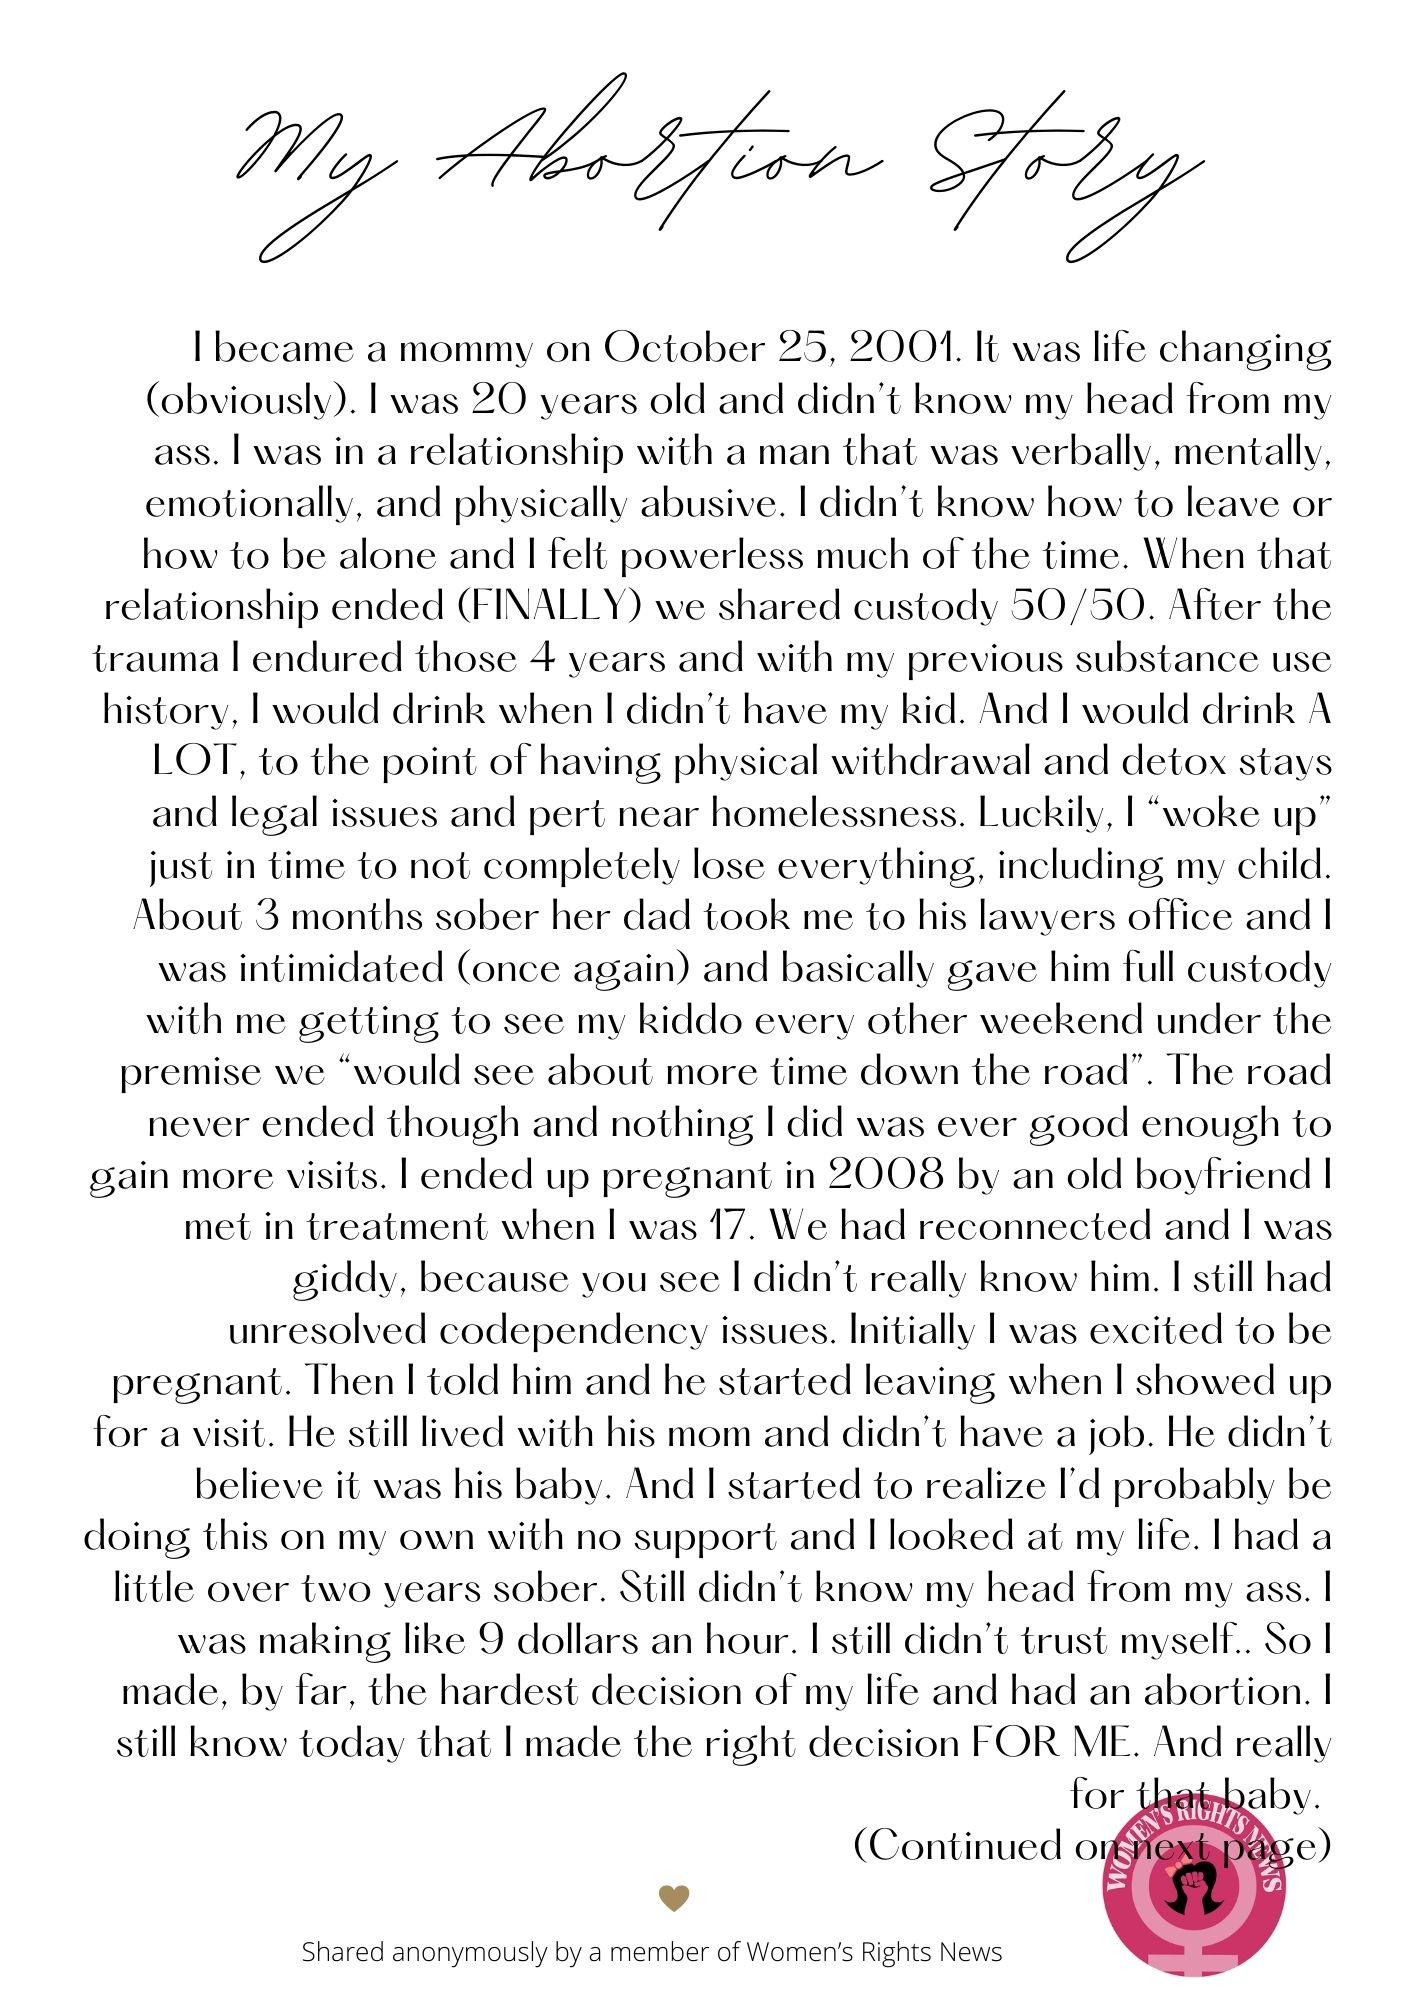 My Abortion Story
I became a mommy on October 25, 2001. It was life changing
(obviously). I was 20 years old and didn't know my head from my
ass. I was in a relationship with a man that was verbally, mentally,
emotionally, and physically abusive. I didn't know how to leave or
how to be alone and I felt powerless much of the time. When that
relationship ended (FINALLY) we shared custody 50/50. After the
trauma I endured those 4 years and with my previous substance use
history, I would drink when I didn't have my kid. And I would drink A
LOT, to the point of having physical withdrawal and detox stays
and legal issues and pert near homelessness. Luckily, I “woke up”
just in time to not completely lose everything, including my child.
About 3 months sober her dad took me to his lawyers office and I
was intimidated (once again) and basically gave him full custody
with me getting to see my kiddo every other weekend under the
premise we “would see about more time down the road”. The road
never ended though and nothing I did was ever good enough to
gain more visits. I ended up pregnant in 2008 by an old boyfriend I
met in treatment when I was 17. We had reconnected and I was
giddy, because you see I didn't really know him. I still had
unresolved codependency issues. Initially I was excited to be
pregnant. Then I told him and he started leaving when I showed up
for a visit. He still lived with his mom and didn't have a job. He didn't
believe it was his baby. And I started to realize I'd probably be
doing this on my own with no support and I looked at my life. I had a
little over two years sober. Still didn't know my head from my ass. I
was making like 9 dollars an hour. I still didn't trust myself.. So I
made, by far, the hardest decision of my life and had an abortion. I
still know today that I made the right decision FOR ME. And really
for that baby.
(Continued on next page)
WOMEN'S RIGHTS NEWS
Shared anonymously by a member of Women's Rights News